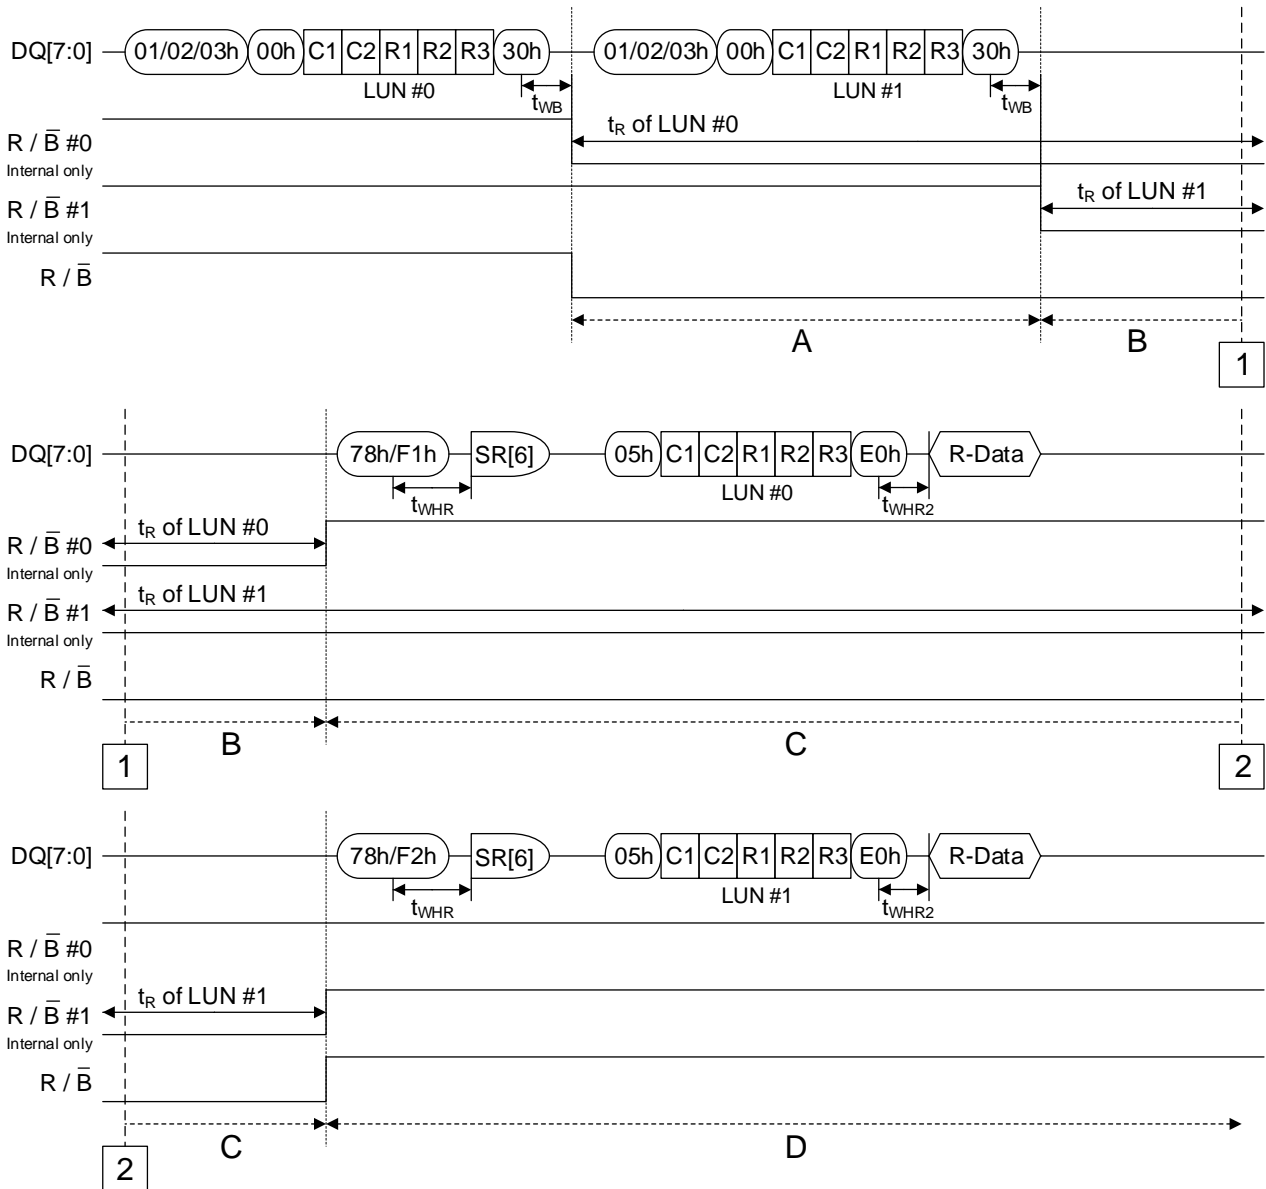 DQ[7:0] 01/02/03h 00h C1 C2 R1 R2 R3 30h 01/02/03h 00h C1 C2 R1 R2 R3 30h
LUN #0 tWB LUN #1 tWB
R / B̅ #0 tR of LUN #0
Internal only
R / B̅ #1 tR of LUN #1
Internal only
R / B̅
A B
1
DQ[7:0] 78h/F1h SR[6] 05h C1 C2 R1 R2 R3 E0h R-Data
tWHR LUN #0 tWHR2
R / B̅ #0 tR of LUN #0
Internal only
R / B̅ #1 tR of LUN #1
Internal only
R / B̅
B C
1 2
DQ[7:0] 78h/F2h SR[6] 05h C1 C2 R1 R2 R3 E0h R-Data
tWHR LUN #1 tWHR2
R / B̅ #0
Internal only
R / B̅ #1 tR of LUN #1
Internal only
R / B̅
C D
2